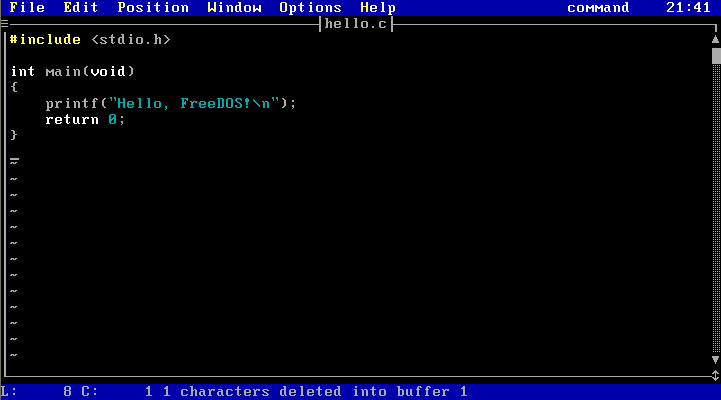 File Edit Position Window Options Help command 21:41
hello.c
#include <stdio.h>
int main(void)
{
printf("Hello, FreeDOS!\n");
return 0;
}
~
~
~
~
~
~
~
~
~
~
~
~
~
L: 8 C: 1 1 characters deleted into buffer 1